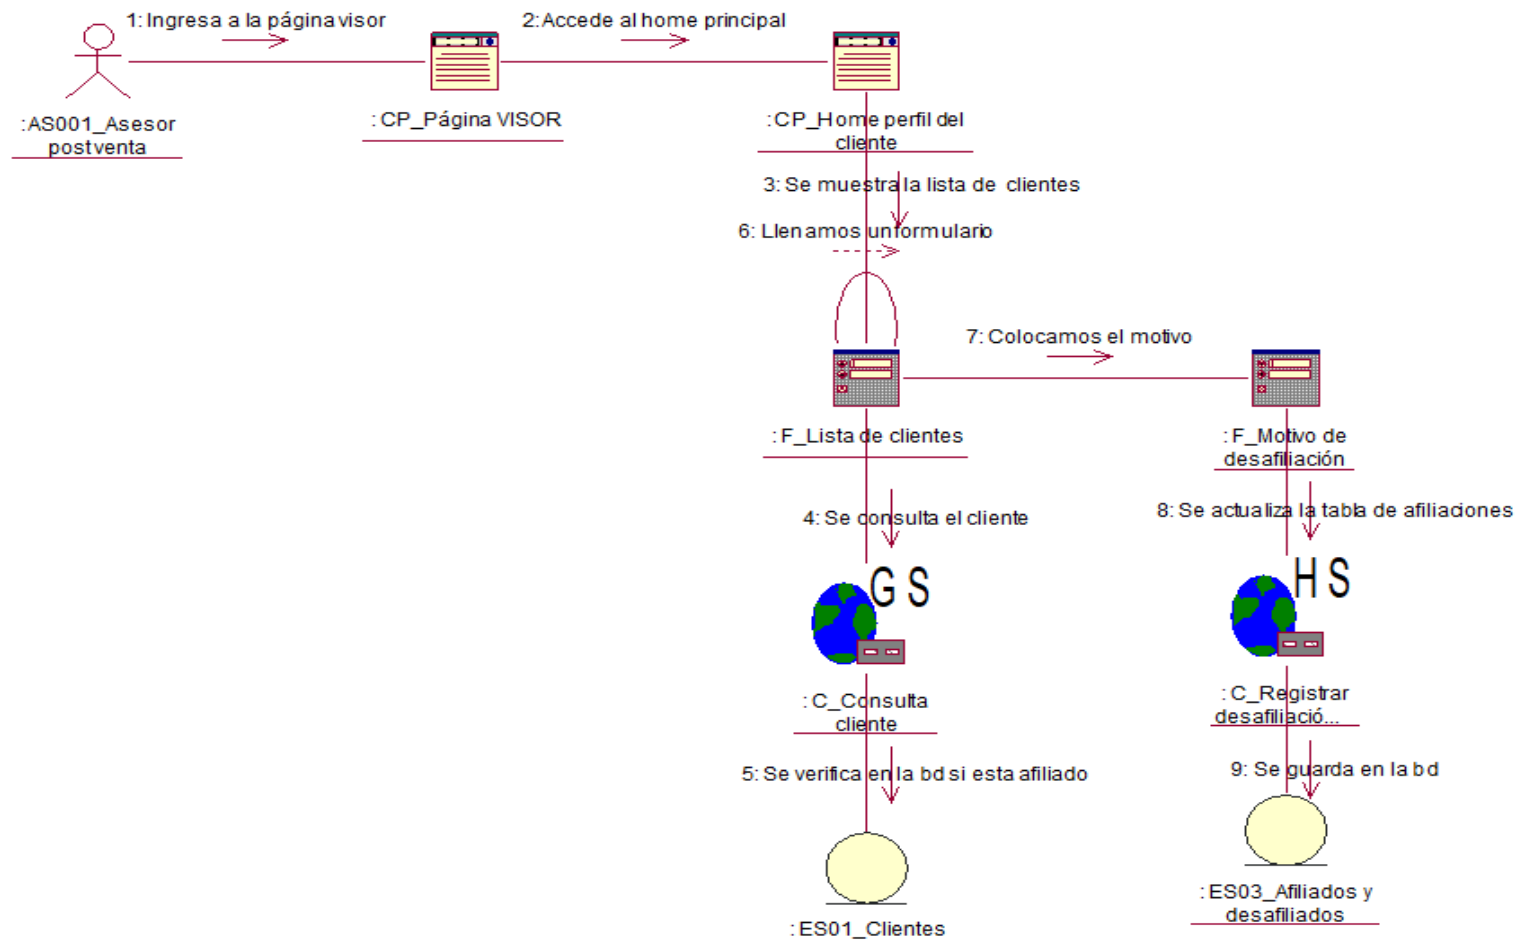 1: Ingresa a la página visor
2: Accede al home principal
:AS001_Asesor
postventa
: CP_Página VISOR
:CP_Home perfil del
cliente
3: Se muestra la lista de clientes
6: Llenamos un formulario
7: Colocamos el motivo
:F_Lista de clientes
:F_Motivo de
desafiliación
4: Se consulta el cliente
8: Se actualiza la tabla de afiliaciones
G S
H S
:C_Consulta
cliente
:C_Registrar
desafiliació...
5: Se verifica en la bd si esta afiliado
9: Se guarda en la bd
:ES01_Clientes
:ES03_Afiliados y
desafiliados